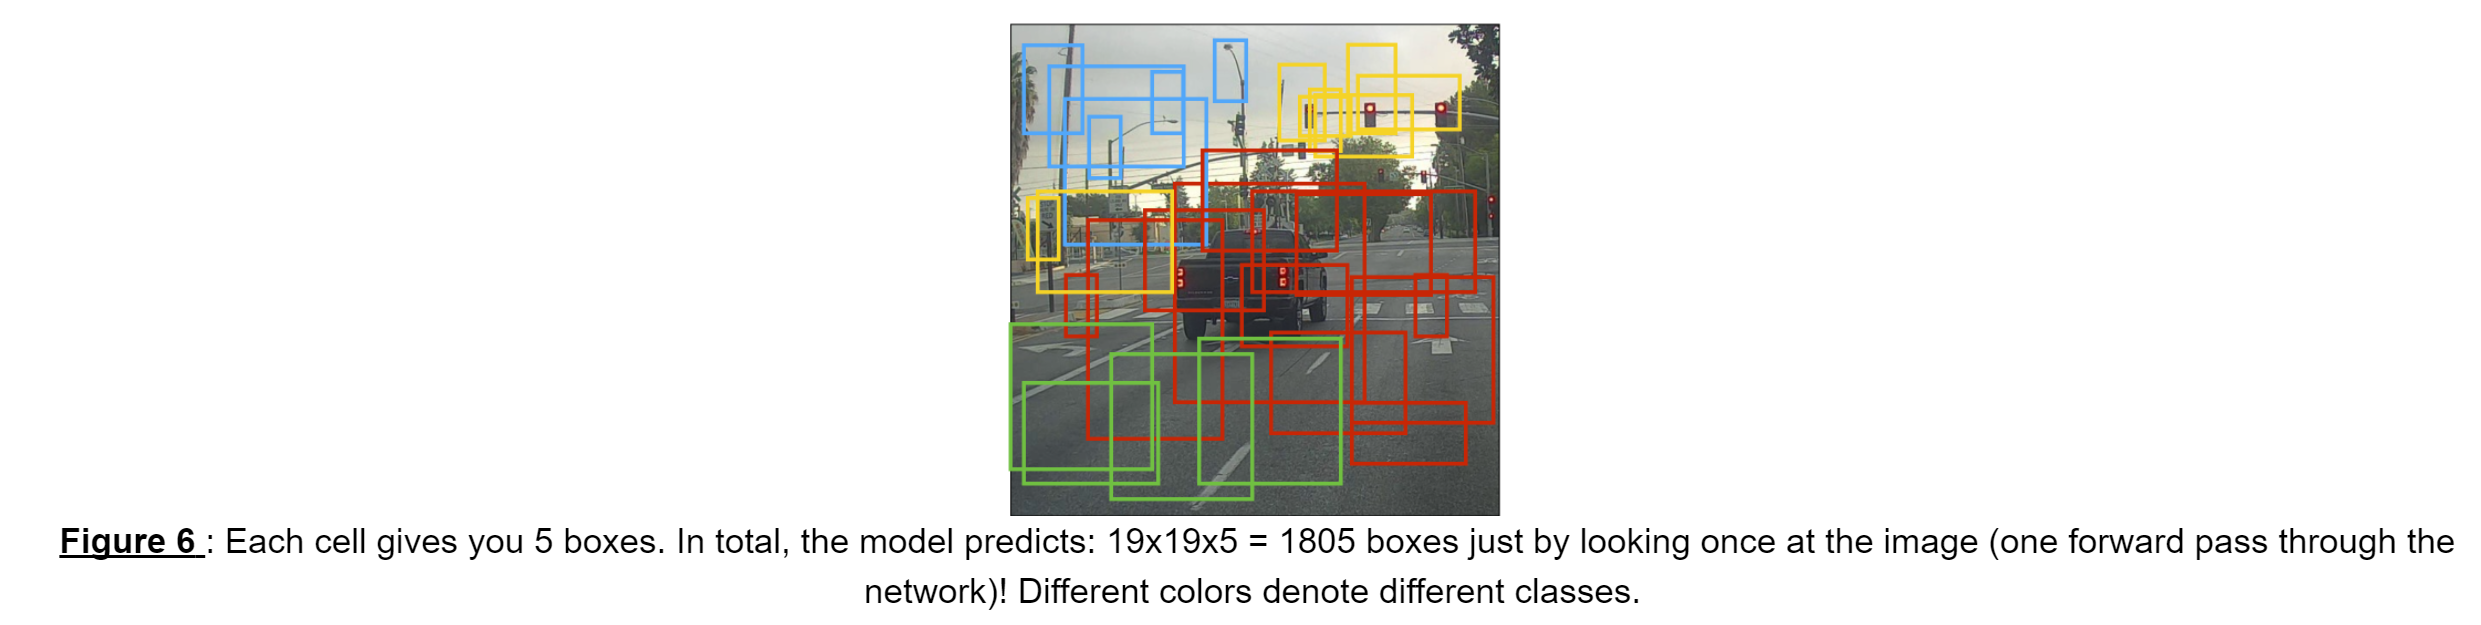 Figure 6 : Each cell gives you 5 boxes. In total, the model predicts: 19x19x5 = 1805 boxes just by looking once at the image (one forward pass through the
network)! Different colors denote different classes.